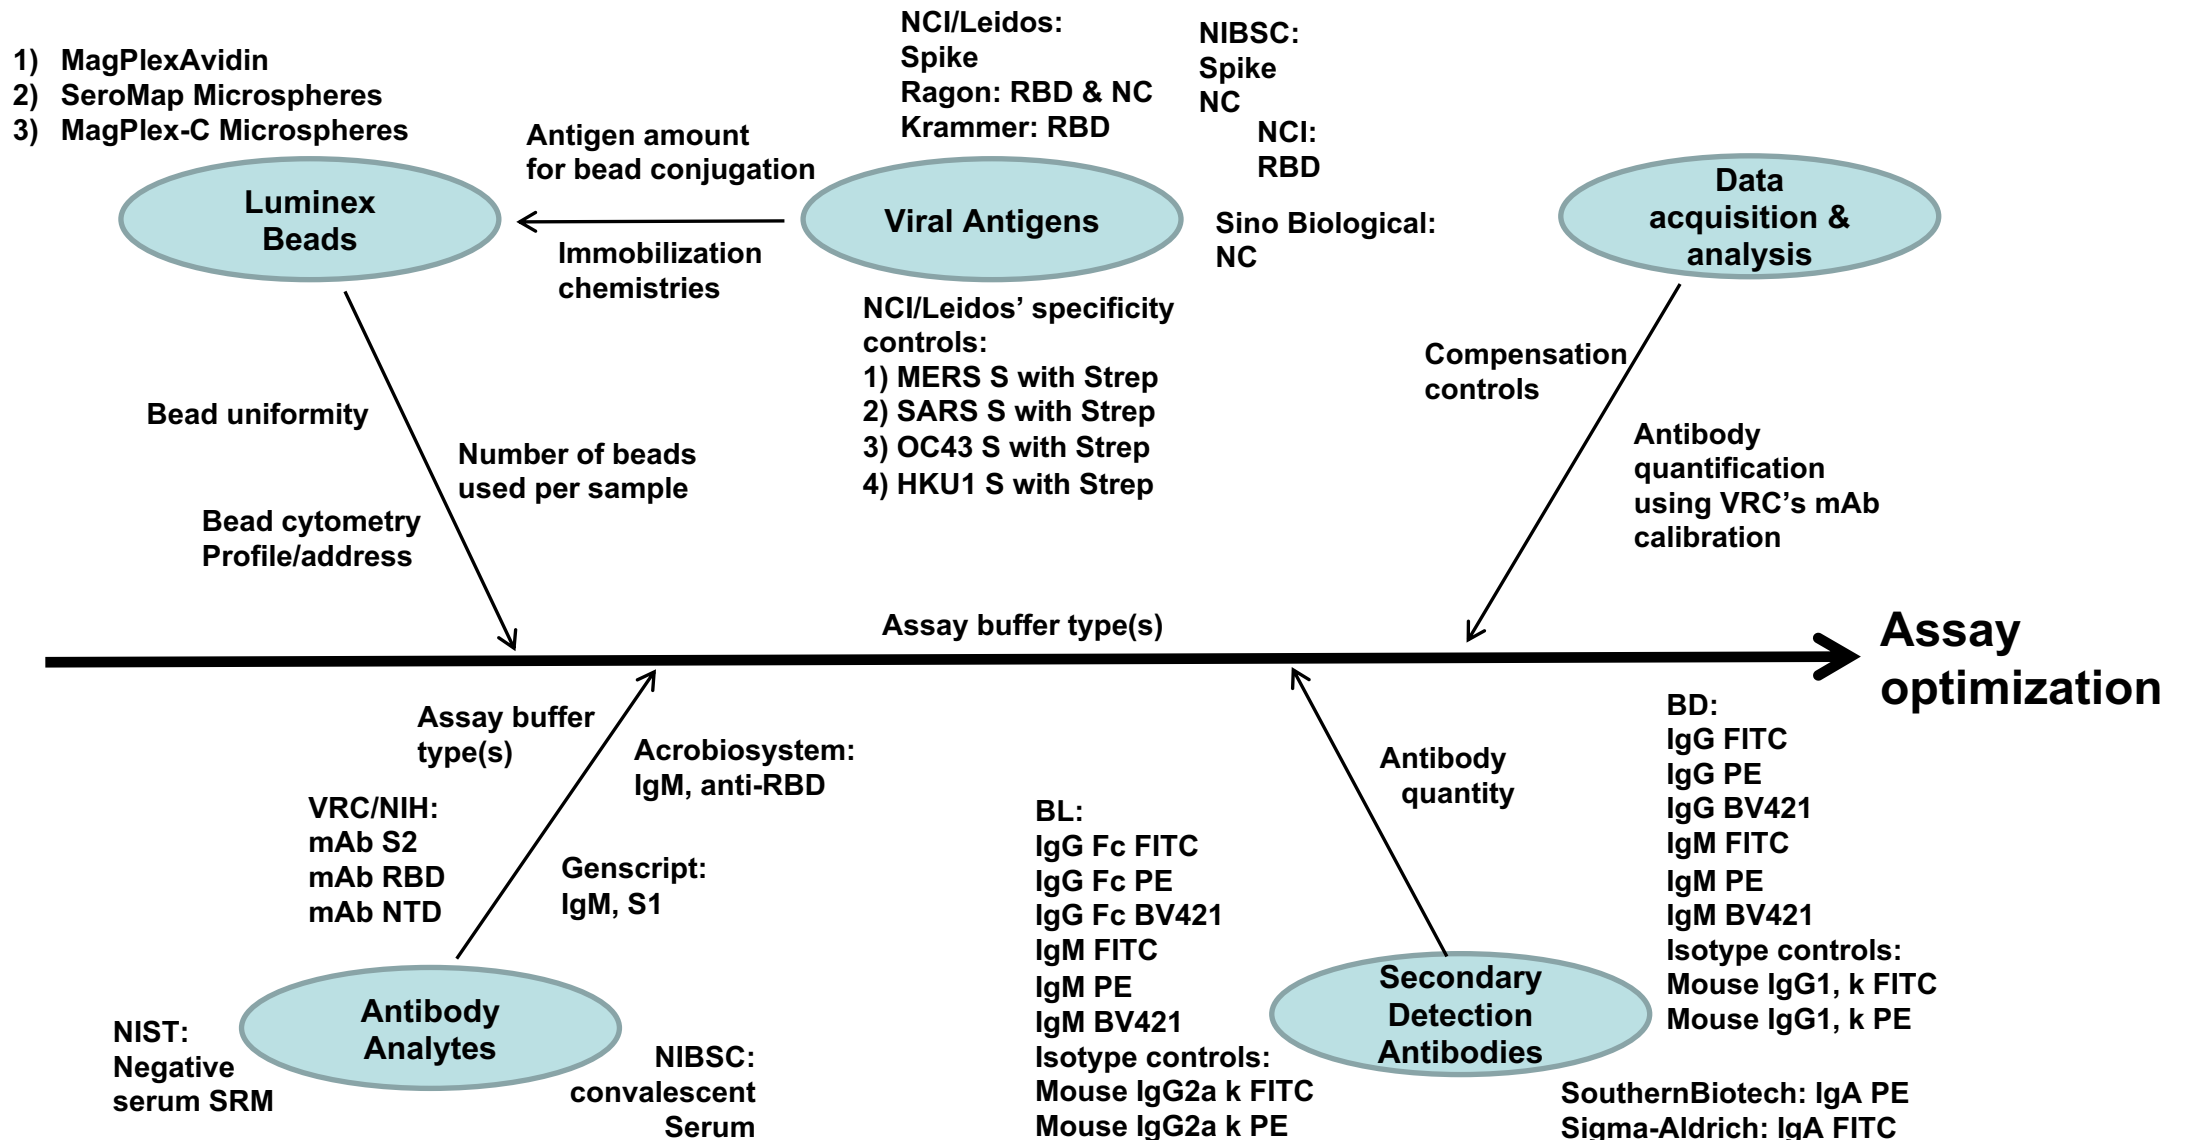 1) MagPlexAvidin
2) SeroMap Microspheres
3) MagPlex-C Microspheres
Luminex
Beads
Antigen amount
for bead conjugation
Immobilization
chemistries
NCI/Leidos:
Spike
Ragon: RBD & NC
Krammer: RBD
Viral Antigens
NIBSC:
Spike
NC
NCI:
RBD
Sino Biological:
NC
NCI/Leidos’ specificity
controls:
1) MERS S with Strep
2) SARS S with Strep
3) OC43 S with Strep
4) HKU1 S with Strep
Data
acquisition &
analysis
Compensation
controls
Antibody
quantification
using VRC’s mAb
calibration
Bead uniformity
Number of beads
used per sample
Bead cytometry
Profile/address
Assay buffer type(s)
Assay
optimization
Assay buffer
type(s)
Acrobiosystem:
IgM, anti-RBD
VRC/NIH:
mAb S2
mAb RBD
mAb NTD
Genscript:
IgM, S1
Antibody
Analytes
NIST:
Negative
serum SRM
NIBSC:
convalescent
Serum
BL:
IgG Fc FITC
IgG Fc PE
IgG Fc BV421
IgM FITC
IgM PE
IgM BV421
Isotype controls:
Mouse IgG2a k FITC
Mouse IgG2a k PE
Antibody
quantity
Secondary
Detection
Antibodies
BD:
IgG FITC
IgG PE
IgG BV421
IgM FITC
IgM PE
IgM BV421
Isotype controls:
Mouse IgG1, k FITC
Mouse IgG1, k PE
SouthernBiotech: IgA PE
Sigma-Aldrich: IgA FITC